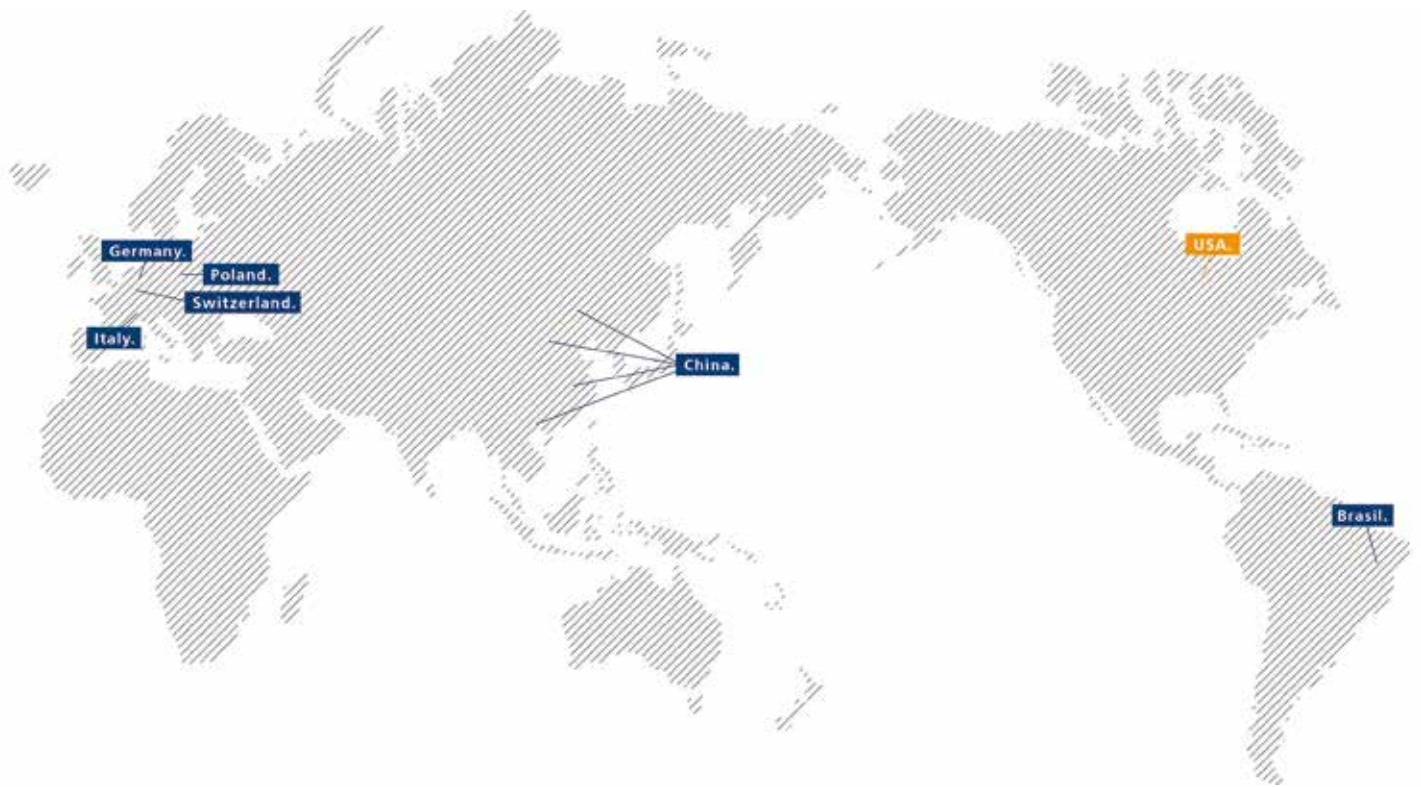 Germany.
USA.
Poland.
Switzerland.
Italy.
China.
Brasil.